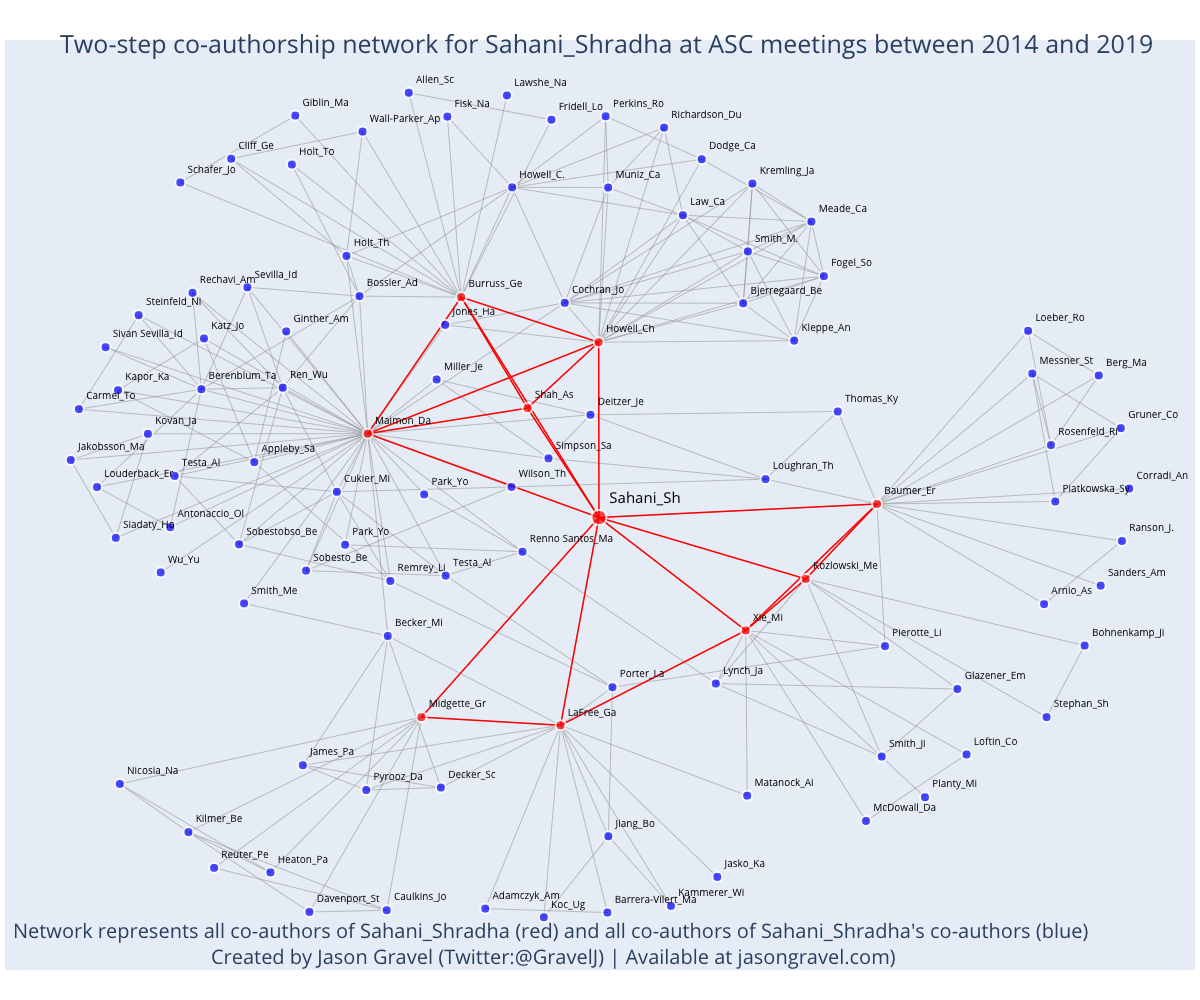 Two-step co-authorship network for Sahani_Shradha at ASC meetings between 2014 and 2019
Allen_Sc
Lawshe_Na
Giblin_Ma
Fisk_Na
Fridell_Lo
Perkins_Ro
Wall-Parker_Ap
Richardson_Du
Cliff_Ge
Holt_To
Dodge_Ca
Schafer_Jo
Howell_C.
Muniz_Ca
Kremling_Ja
Law_Ca
Meade_Ca
Holt_Th
Smith_M.
Fogel_So
Rechavi_Am
Sevilla_Id
Bossler_Ad
Burruss_Ge
Cochran_Jo
Bjerregaard_Be
Steinfeld_Ni
Ginther_Am
Jones_Ha
Katz_Jo
Sivan Sevilla_Id
Howell_Ch
Kleppe_An
Loeber_Ro
Miller_Je
Messner_St
Berg_Ma
Kapor_Ka
Berenblum_Ta
Ren_Wu
Carmel_To
Shah_As
Deitzer_Je
Thomas_Ky
Kovan_Ja
Maimon_Da
Gruner_Co
Rosenfeld_Ri
Jakobsson_Ma
Appleby_Sa
Simpson_Sa
Louderback_Er
Testa_Al
Cukier_Mi
Park_Yo
Wilson_Th
Loughran_Th
Baumer_Er
Piatkowska_Sy
Corradi_An
Sahani_Sh
Siadaty_Ho
Antonaccio_Ol
Sobestobso_Be
Park_Yo
Renno Santos_Ma
Ranson_J.
Wu_Yu
Sobesto_Be
Remrey_Li
Testa_Al
Kozlowski_Me
Sanders_Am
Smith_Me
Arnio_As
Becker_Mi
Xie_Mi
Pierotte_Li
Bohnenkamp_Ji
Porter_La
Lynch_Ja
Glazener_Em
Midgette_Gr
LaFree_Ga
Stephan_Sh
James_Pa
Smith_Ji
Loftin_Co
Nicosia_Na
Pyrooz_Da
Decker_Sc
Matanock_Ai
Planty_Mi
McDowall_Da
Kilmer_Be
Jiang_Bo
Reuter_Pe
Heaton_Pa
Jasko_Ka
Davenport_St
Caulkins_Jo
Adamczyk_Am
Koc_Ug
Barrera-Vilert_Ma
Kammerer_Wi
Network represents all co-authors of Sahani_Shradha (red) and all co-authors of Sahani_Shradha's co-authors (blue)
Created by Jason Gravel (Twitter:@GravelJ) | Available at jasongravel.com)